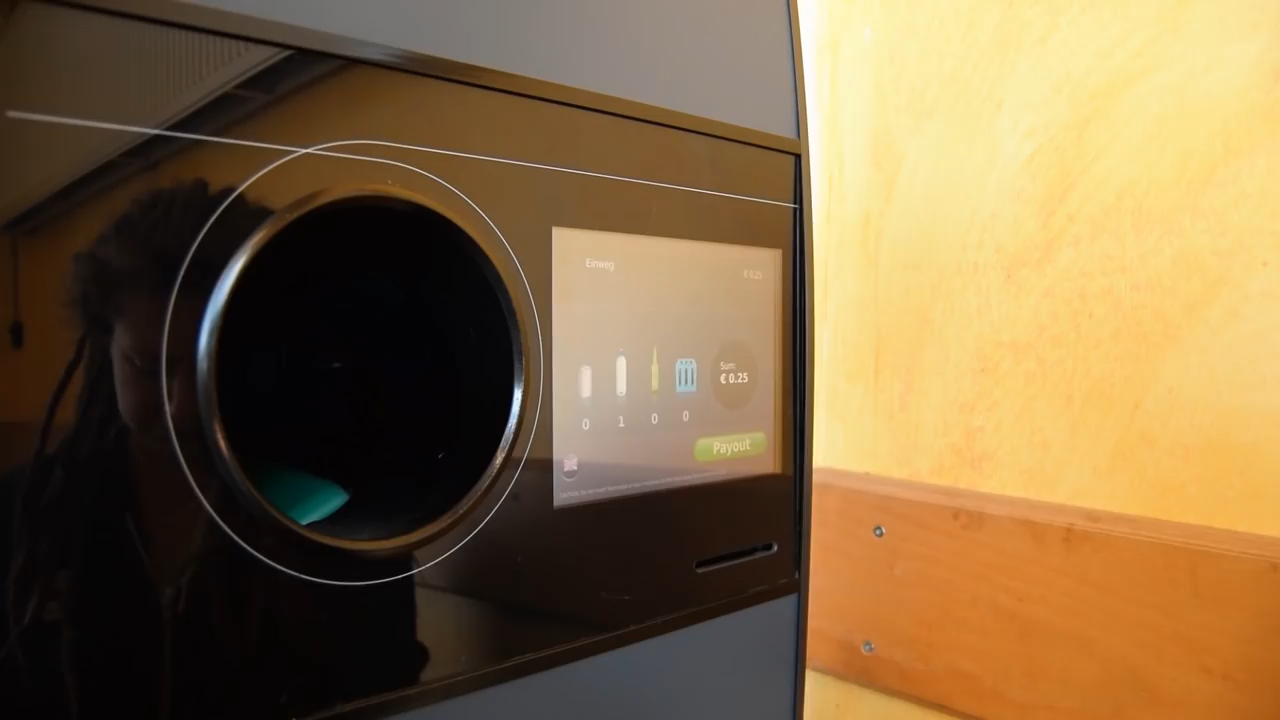 Einweg
€ 0.25
Sum:
€ 0.25
0 1 0 0
Payout